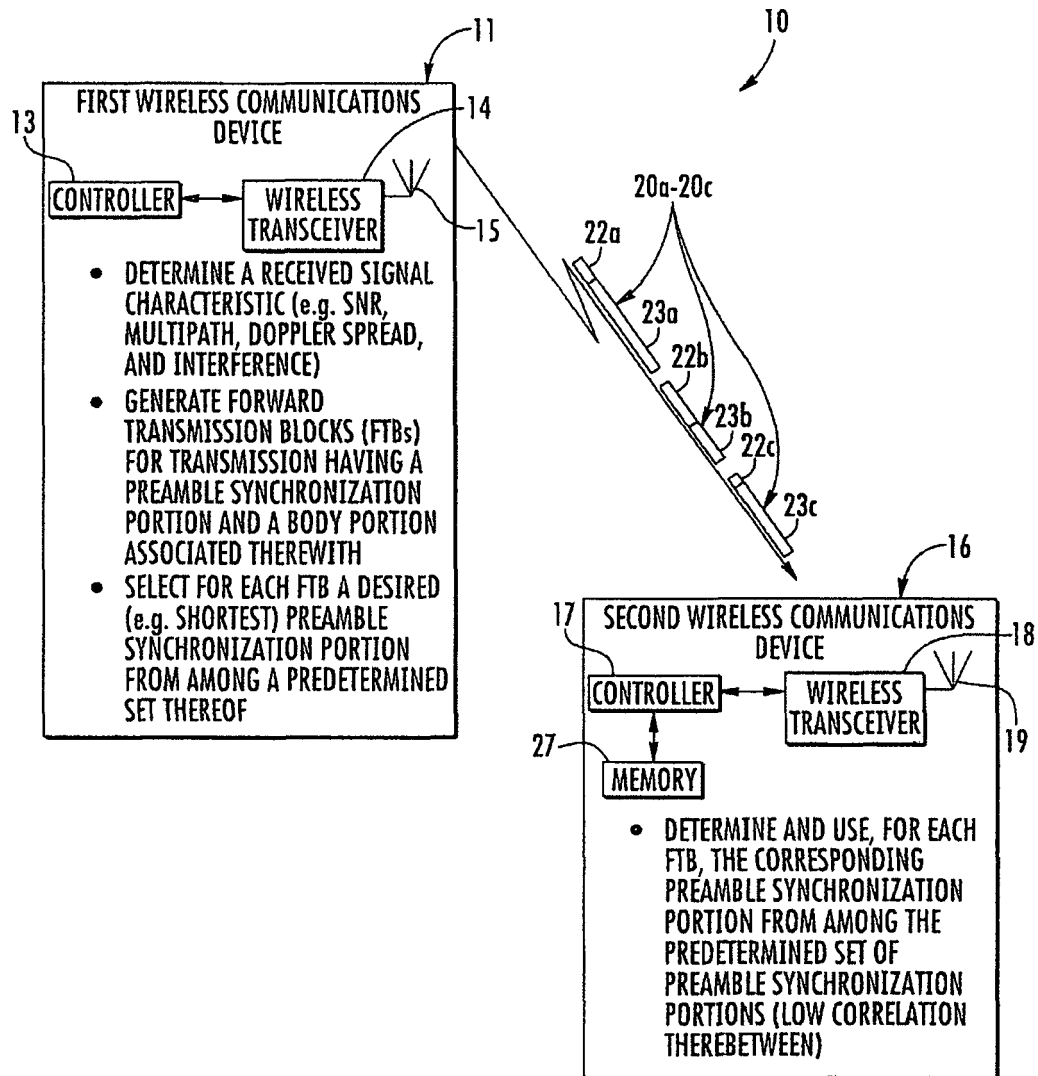 10
11
FIRST WIRELESS COMMUNICATIONS
DEVICE
13
14
CONTROLLER
WIRELESS
TRANSCEIVER
15
• DETERMINE A RECEIVED SIGNAL
CHARACTERISTIC (e.g. SNR,
MULTIPATH, DOPPLER SPREAD,
AND INTERFERENCE)
• GENERATE FORWARD
TRANSMISSION BLOCKS (FTBs)
FOR TRANSMISSION HAVING A
PREAMBLE SYNCHRONIZATION
PORTION AND A BODY PORTION
ASSOCIATED THEREWITH
• SELECT FOR EACH FTB A DESIRED
(e.g. SHORTEST) PREAMBLE
SYNCHRONIZATION PORTION
FROM AMONG A PREDETERMINED
SET THEREOF
20a-20c
22a
23a
22b
23b
22c
23c
16
SECOND WIRELESS COMMUNICATIONS
DEVICE
17
18
CONTROLLER
WIRELESS
TRANSCEIVER
19
27
MEMORY
• DETERMINE AND USE, FOR EACH
FTB, THE CORRESPONDING
PREAMBLE SYNCHRONIZATION
PORTION FROM AMONG THE
PREDETERMINED SET OF
PREAMBLE SYNCHRONIZATION
PORTIONS (LOW CORRELATION
THEREBETWEEN)